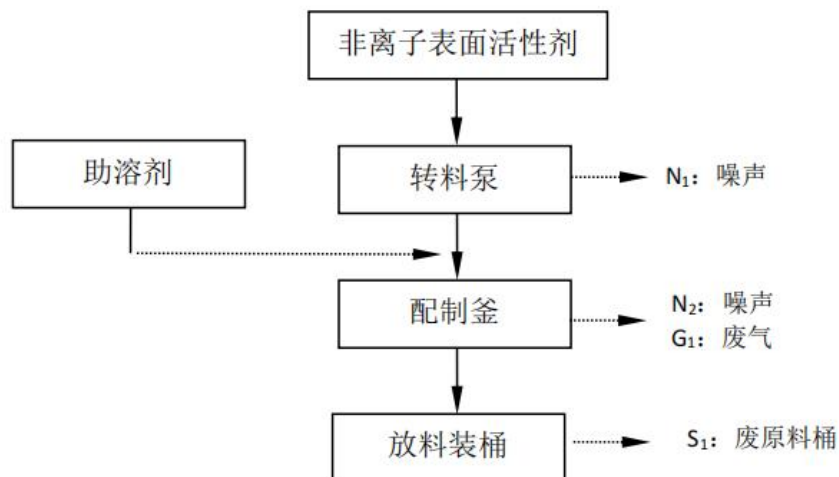 非离子表面活性剂
助溶剂
转料泵
N₁：噪声
配制釜
N₂：噪声
G₁：废气
放料装桶
S₁：废原料桶